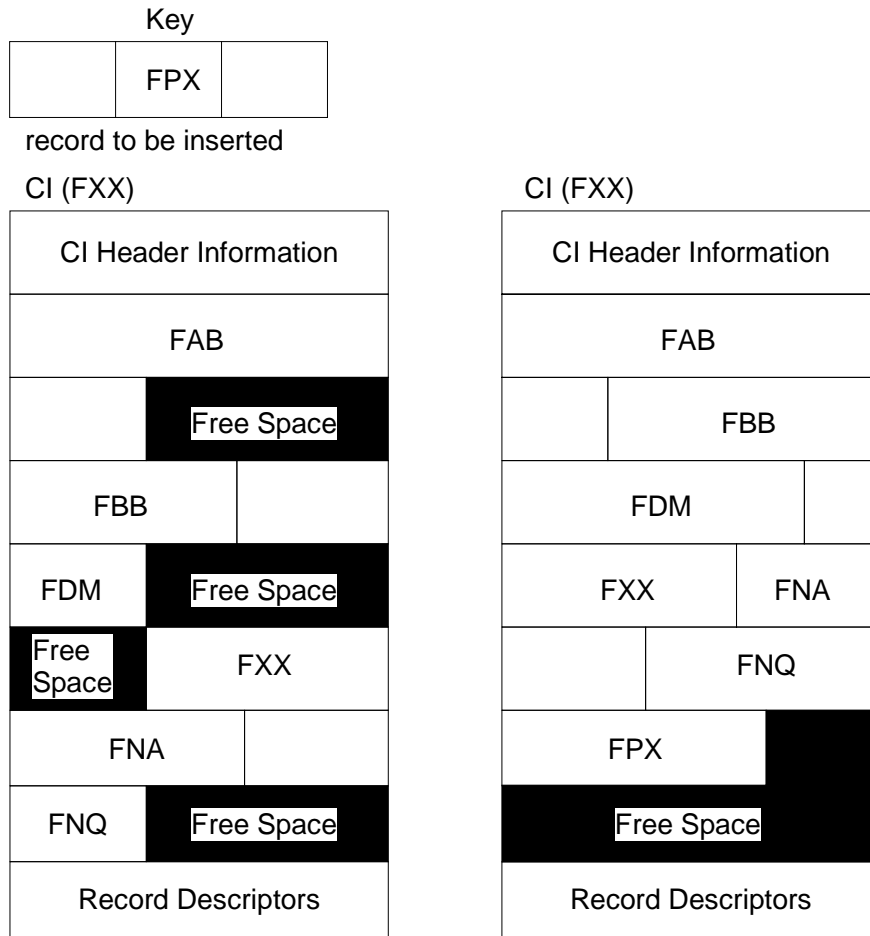 Key
FPX
record to be inserted
CI (FXX)
CI Header Information
FAB
Free Space
FBB
FDM
Free Space
Free
Space
FXX
FNA
FNQ
Free Space
Record Descriptors
CI (FXX)
CI Header Information
FAB
FBB
FDM
FXX
FNA
FNQ
FPX
Free Space
Record Descriptors